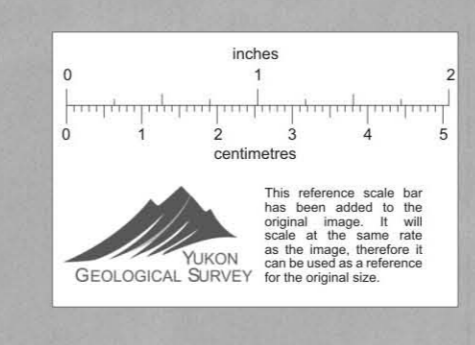 inches
0 1 2
0 1 2 3 4 5
centimetres
This reference scale bar
has been added to the
original image. It will
scale at the same rate
as the image, therefore it
can be used as a reference
for the original size.
YUKON
GEOLOGICAL SURVEY